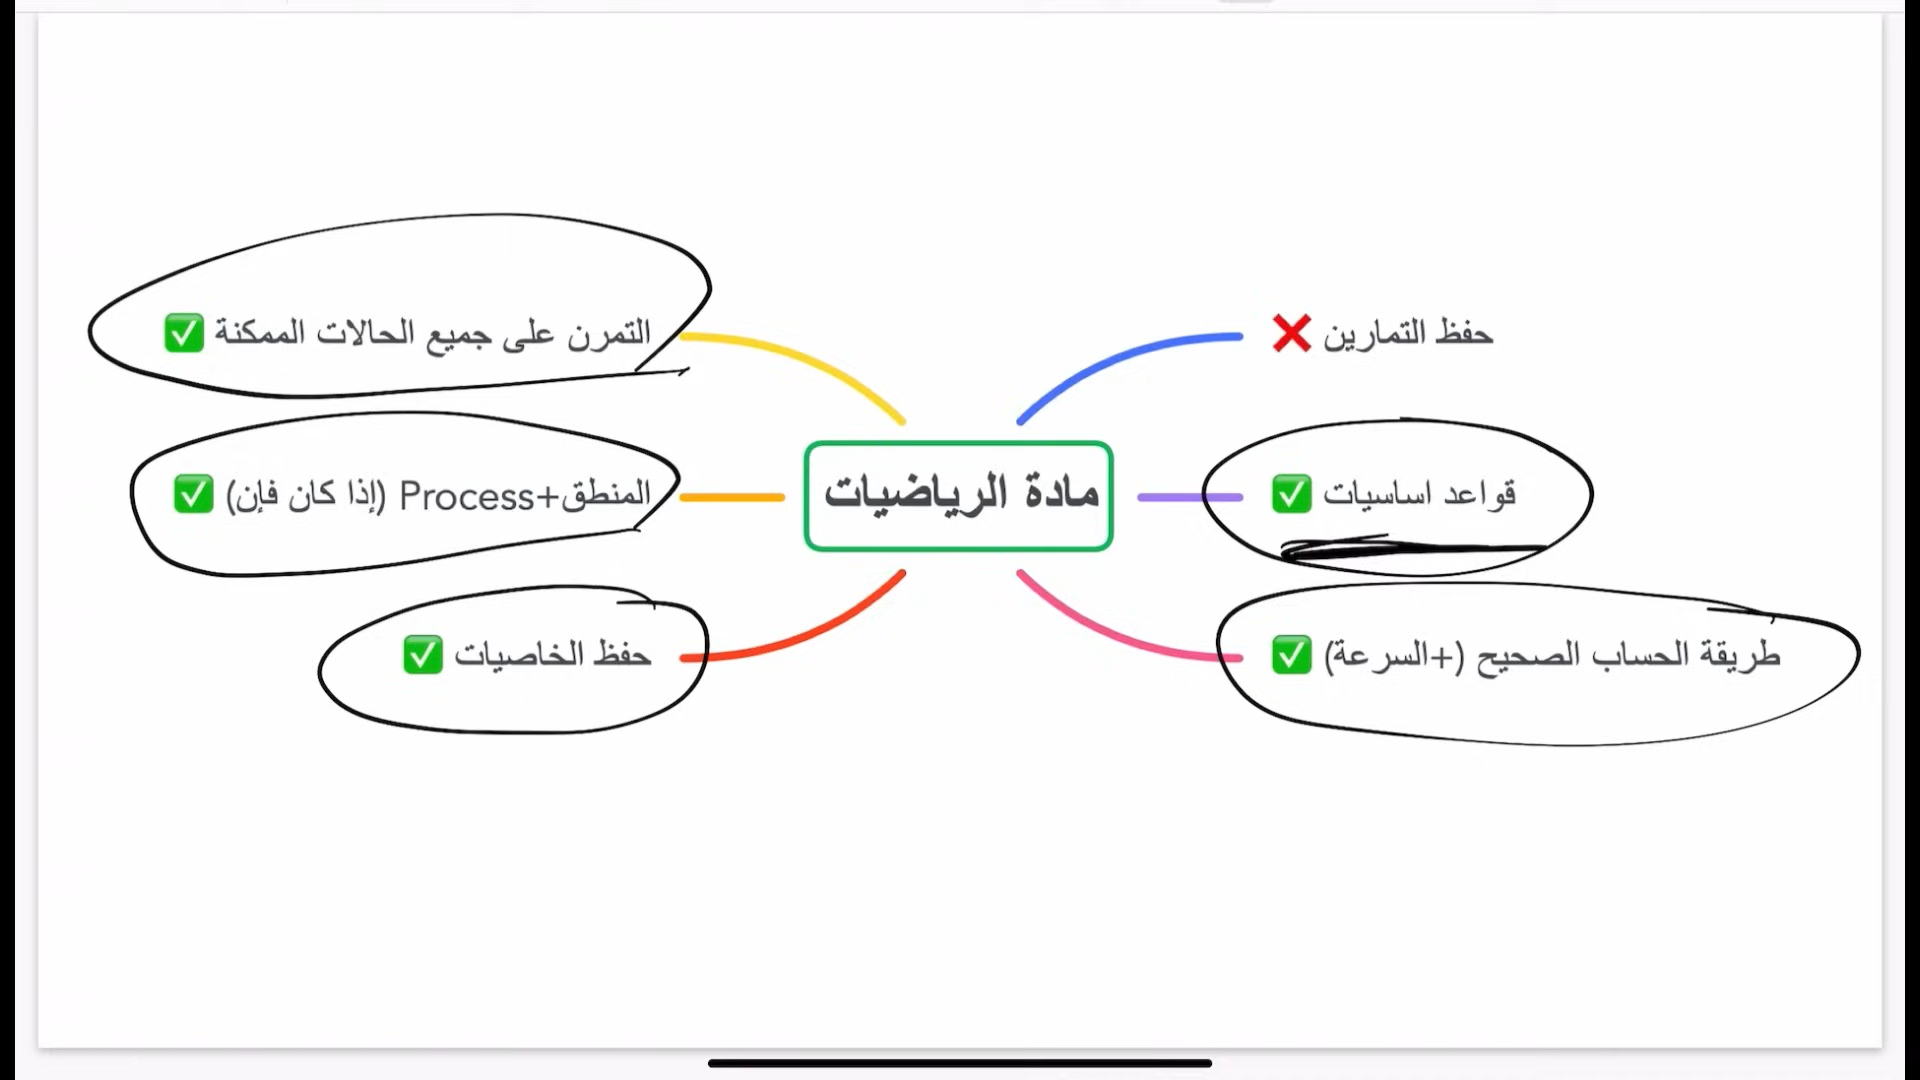 مادة الرياضيات
حفظ التمارين ❌
قواعد اساسيات ✅
طريقة الحساب الصحيح (+السرعة) ✅
التمرن على جميع الحالات الممكنة ✅
المنطق+Process (إذا كان فإن) ✅
حفظ الخاصيات ✅